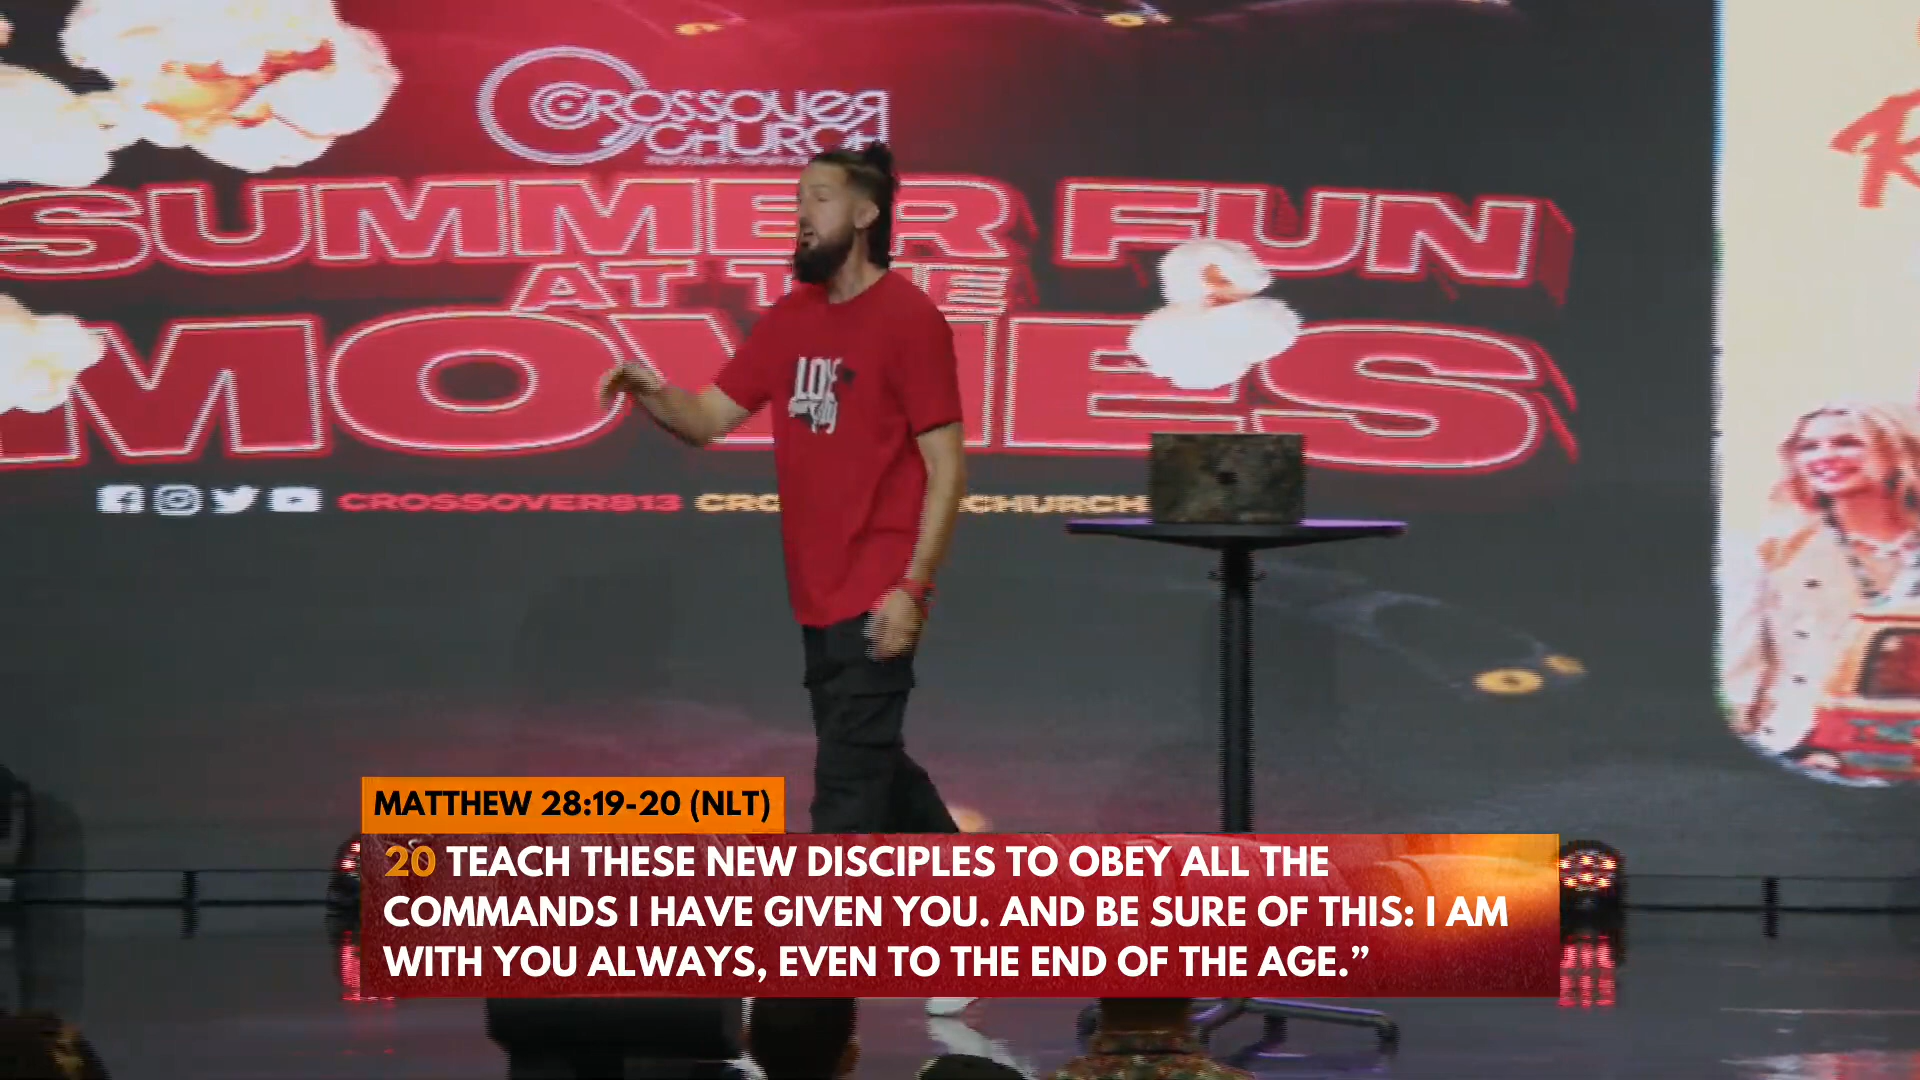 CROSSOVER
CHURCH
SUMMER FUN
AT THE
MOVIES
CROSSOVER813
CHURCH
LOVE
MATTHEW 28:19-20 (NLT)
20 TEACH THESE NEW DISCIPLES TO OBEY ALL THE
COMMANDS I HAVE GIVEN YOU. AND BE SURE OF THIS: I AM
WITH YOU ALWAYS, EVEN TO THE END OF THE AGE.”